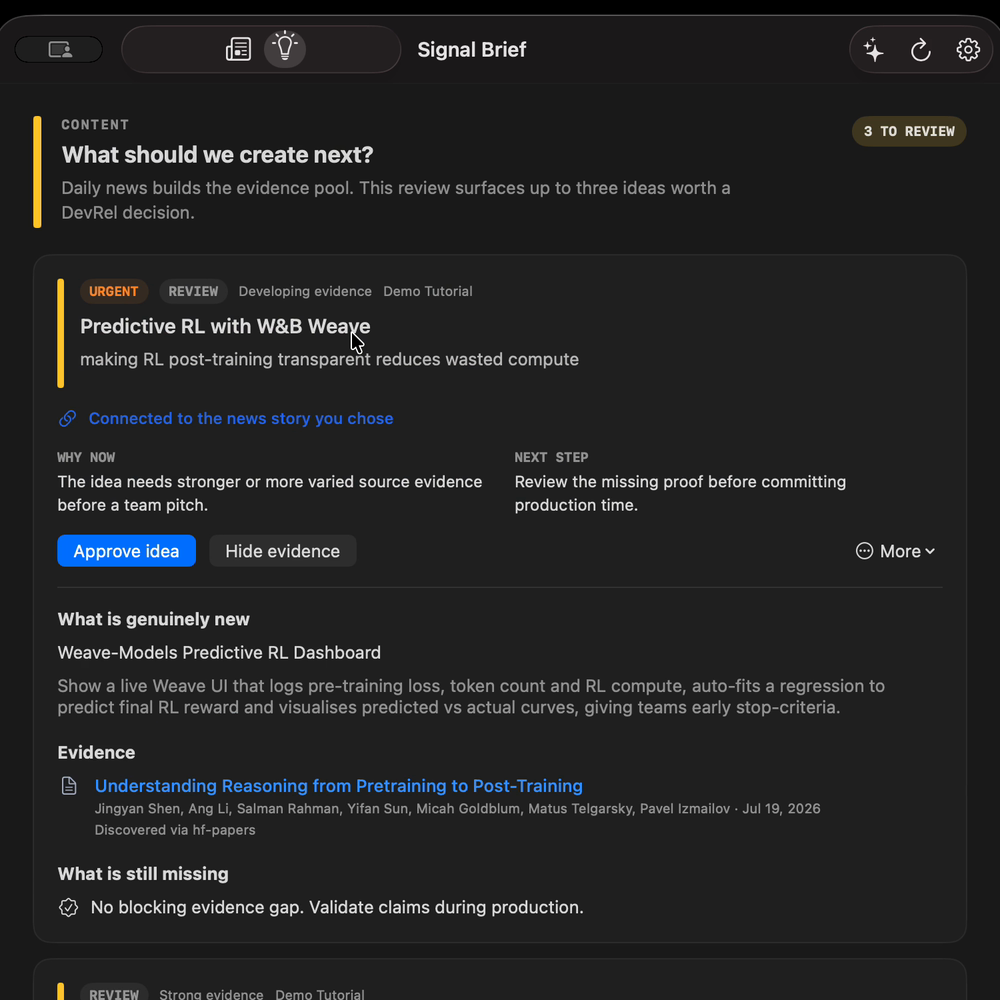 Signal Brief
CONTENT
What should we create next?
3 TO REVIEW
Daily news builds the evidence pool. This review surfaces up to three ideas worth a
DevRel decision.
URGENT REVIEW Developing evidence Demo Tutorial
Predictive RL with W&B Weave
making RL post-training transparent reduces wasted compute
Connected to the news story you chose
WHY NOW
The idea needs stronger or more varied source evidence
before a team pitch.
NEXT STEP
Review the missing proof before committing
production time.
Approve idea Hide evidence More
What is genuinely new
Weave-Models Predictive RL Dashboard
Show a live Weave UI that logs pre-training loss, token count and RL compute, auto-fits a regression to
predict final RL reward and visualises predicted vs actual curves, giving teams early stop-criteria.
Evidence
Understanding Reasoning from Pretraining to Post-Training
Jingyan Shen, Ang Li, Salman Rahman, Yifan Sun, Micah Goldblum, Matus Telgarsky, Pavel Izmailov · Jul 19, 2026
Discovered via hf-papers
What is still missing
No blocking evidence gap. Validate claims during production.
REVIEW Strong evidence Demo Tutorial